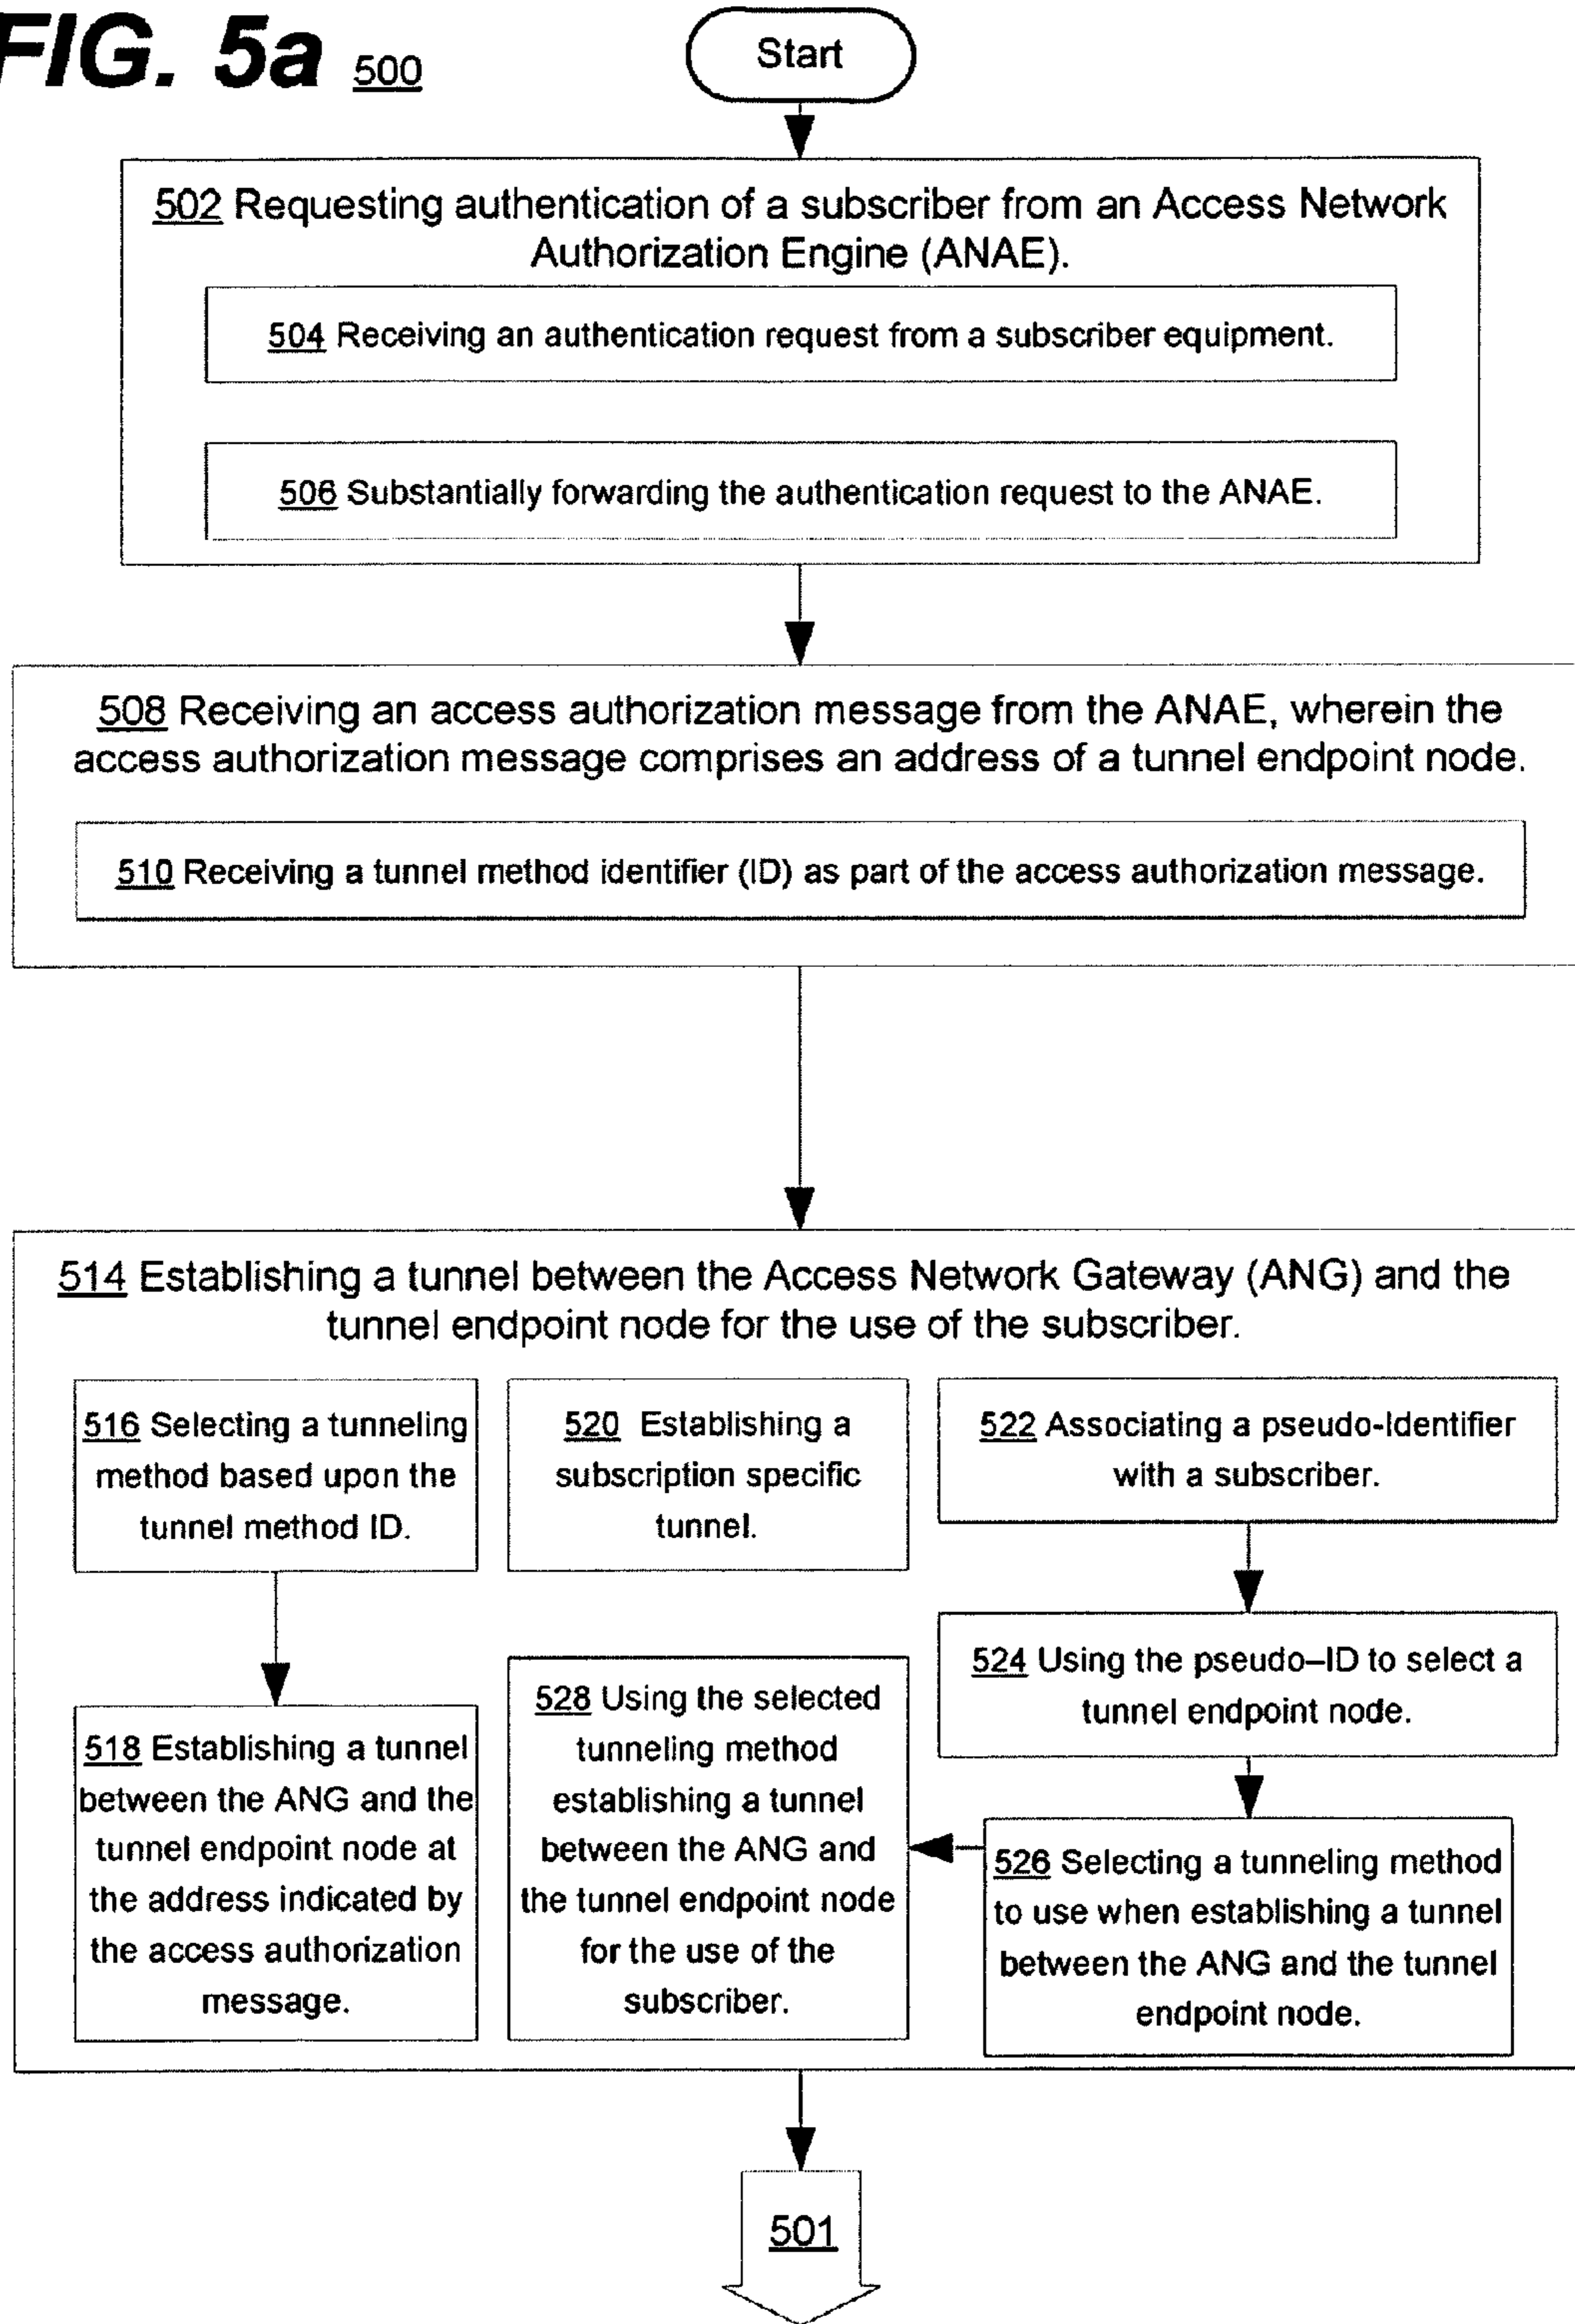 FIG. 5a 500
Start
502 Requesting authentication of a subscriber from an Access Network
Authorization Engine (ANAE).
504 Receiving an authentication request from a subscriber equipment.
506 Substantially forwarding the authentication request to the ANAE.
508 Receiving an access authorization message from the ANAE, wherein the
access authorization message comprises an address of a tunnel endpoint node.
510 Receiving a tunnel method identifier (ID) as part of the access authorization message.
514 Establishing a tunnel between the Access Network Gateway (ANG) and the
tunnel endpoint node for the use of the subscriber.
516 Selecting a tunneling
method based upon the
tunnel method ID.
518 Establishing a tunnel
between the ANG and the
tunnel endpoint node at
the address indicated by
the access authorization
message.
520 Establishing a
subscription specific
tunnel.
522 Associating a pseudo-Identifier
with a subscriber.
524 Using the pseudo–ID to select a
tunnel endpoint node.
526 Selecting a tunneling method
to use when establishing a tunnel
between the ANG and the tunnel
endpoint node.
528 Using the selected
tunneling method
establishing a tunnel
between the ANG and
the tunnel endpoint node
for the use of the
subscriber.
501